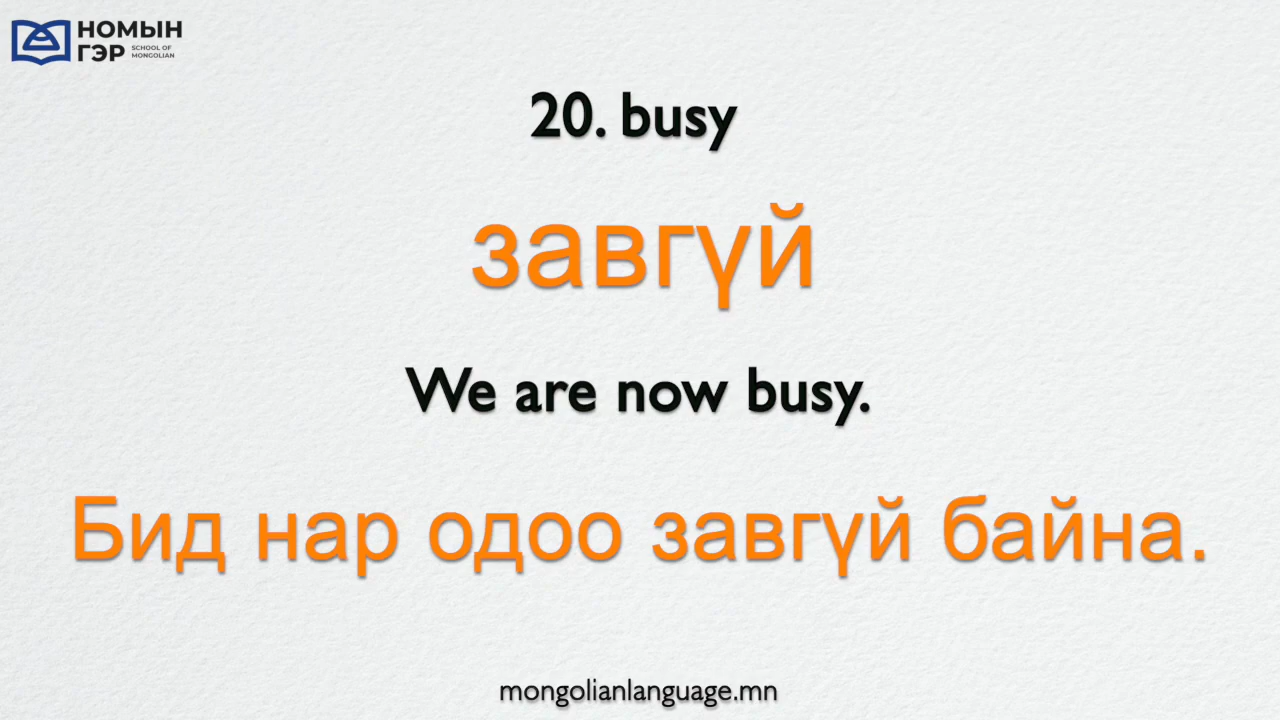 НОМЫН
ГЭР SCHOOL OF
MONGOLIAN
20. busy
завгүй
We are now busy.
Бид нар одоо завгүй байна.
mongolianlanguage.mn